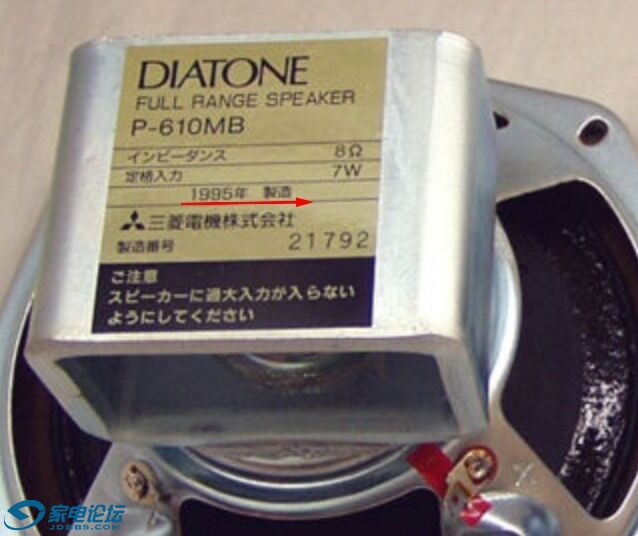 DIATONE
FULL RANGE SPEAKER
P-610MB
インピーダンス 8Ω
定格入力 7W
1995年 製造
三菱電機株式会社
製造番号 21792
ご注意
スピーカーに過大入力が入らない
ようにしてください
家电论坛
JDBBS.COM